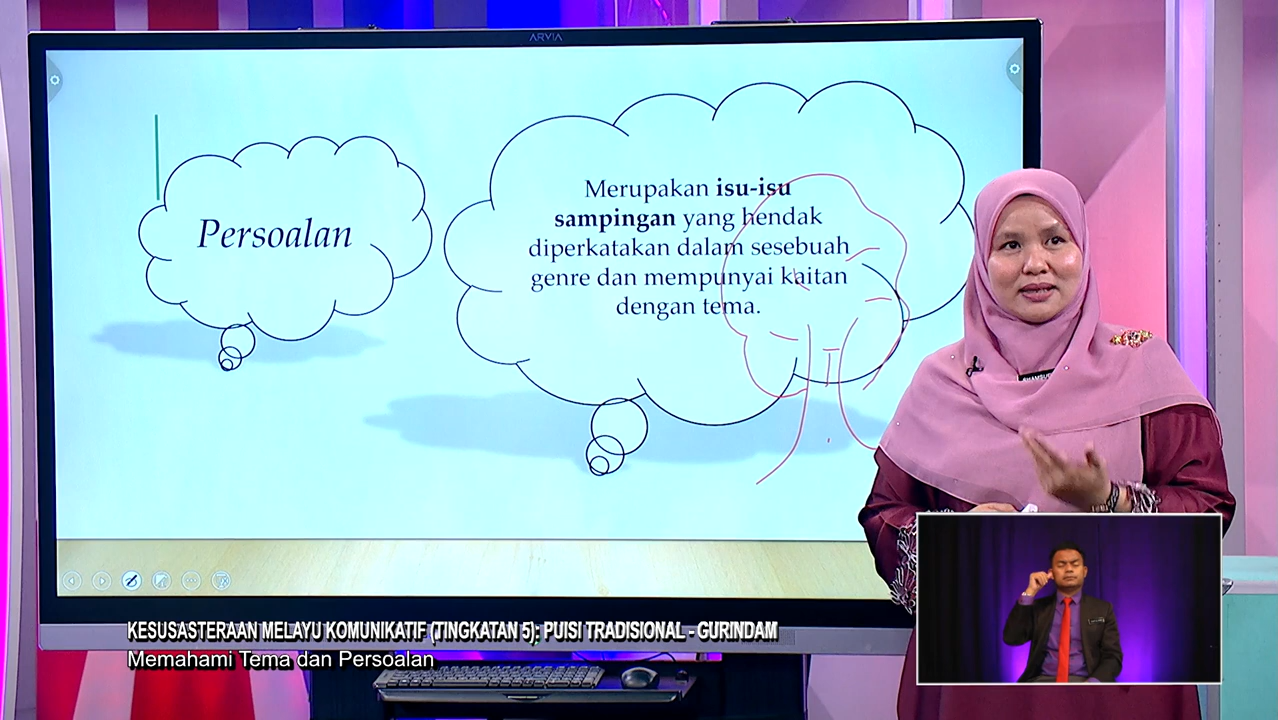 ARVIA
Persoalan
Merupakan isu-isu
sampingan yang hendak
diperkatakan dalam sesebuah
genre dan mempunyai kaitan
dengan tema.
KESUSASTERAAN MELAYU KOMUNIKATIF (TINGKATAN 5): PUISI TRADISIONAL - GURINDAM
Memahami Tema dan Persoalan